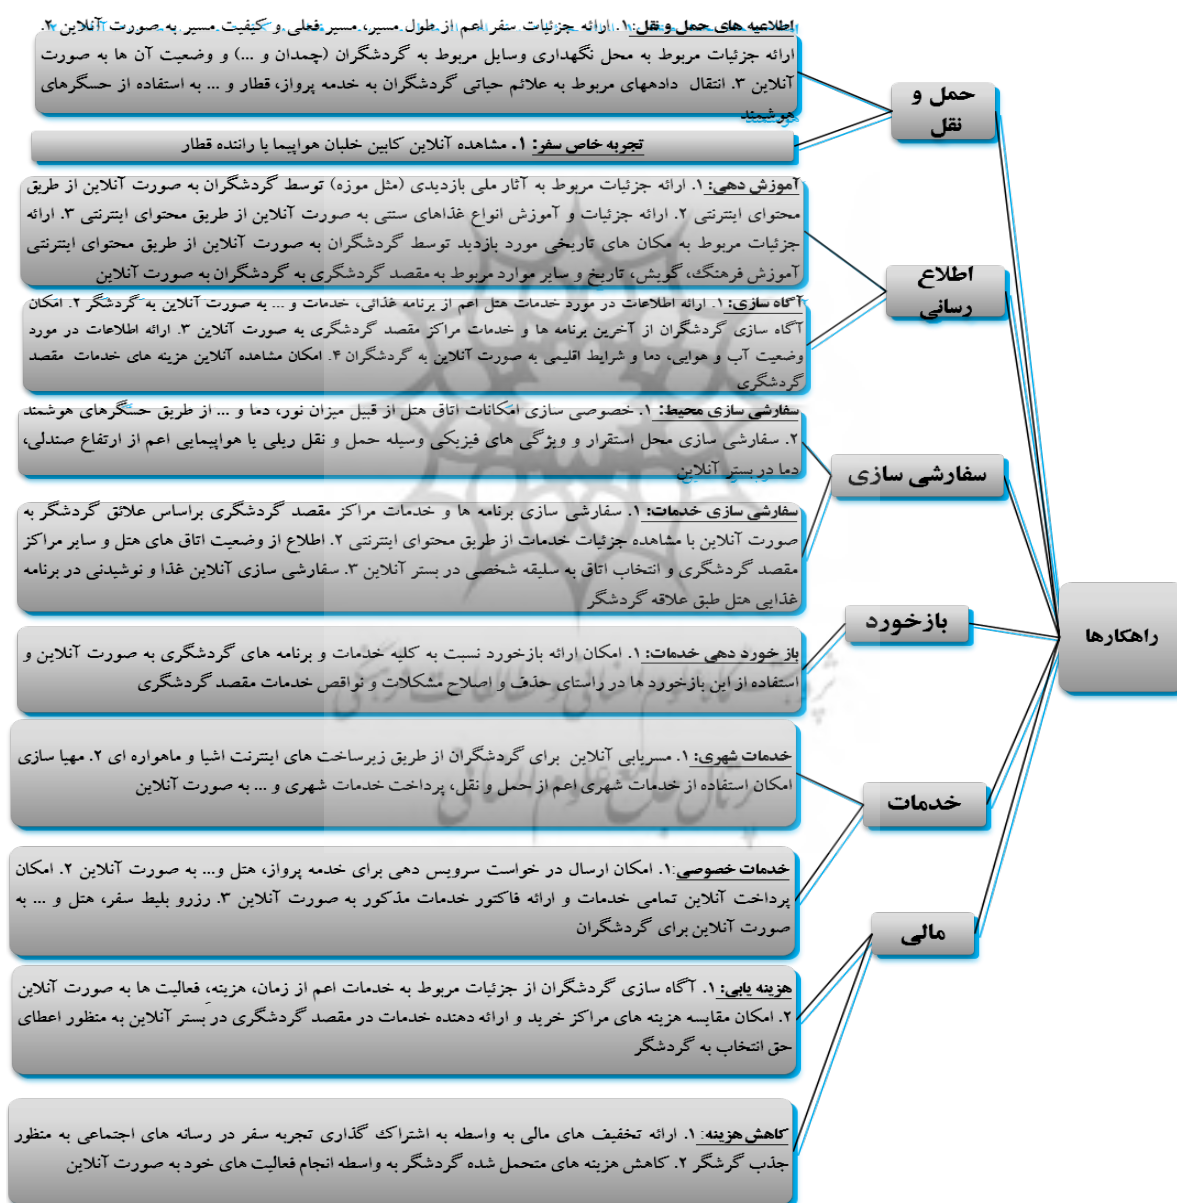 راهکارها
حمل و
نقل
اطلاعیه های حمل و نقل: ۱. ارائه جزئیات سفر اعم از طول مسیر، مسیر فعلی و کیفیت مسیر به صورت آنلاین ۲.
ارائه جزئیات مربوط به محل نگهداری وسایل مربوط به گردشگران (چمدان و ...) و وضعیت آن ها به صورت
آنلاین ۳. انتقال دادههای مربوط به علائم حیاتی گردشگران به خدمه پرواز، قطار و ... به استفاده از حسگرهای
هوشمند
تجربه خاص سفر: ۱. مشاهده آنلاین کابین خلبان هواپیما یا راننده قطار
اطلاع
رسانی
آموزش دهی: ۱. ارائه جزئیات مربوط به آثار ملی بازدیدی (مثل موزه) توسط گردشگران به صورت آنلاین از طریق
محتوای اینترنتی ۲. ارائه جزئیات و آموزش انواع غذاهای سنتی به صورت آنلاین از طریق محتوای اینترنتی ۳. ارائه
جزئیات مربوط به مکان های تاریخی مورد بازدید توسط گردشگران به صورت آنلاین از طریق محتوای اینترنتی
آموزش فرهنگ، گویش، تاریخ و سایر موارد مربوط به مقصد گردشگری به گردشگران به صورت آنلاین
آگاه سازی: ۱. ارائه اطلاعات در مورد خدمات هتل اعم از برنامه غذائی، خدمات و ... به صورت آنلاین به گردشگر ۲. امکان
آگاه سازی گردشگران از آخرین برنامه ها و خدمات مراکز مقصد گردشگری به صورت آنلاین ۳. ارائه اطلاعات در مورد
وضعیت آب و هوایی، دما و شرایط اقلیمی به صورت آنلاین به گردشگران ۴. امکان مشاهده آنلاین هزینه های خدمات مقصد
گردشگری
سفارشی سازی
سفارشی سازی محیط: ۱. خصوصی سازی امکانات اتاق هتل از قبیل میزان نور، دما و ... از طریق حسگرهای هوشمند
۲. سفارشی سازی محل استقرار و ویژگی های فیزیکی وسیله حمل و نقل ریلی یا هواپیمایی اعم از ارتفاع صندلی،
دما در بستر آنلاین
سفارشی سازی خدمات: ۱. سفارشی سازی برنامه ها و خدمات مراکز مقصد گردشگری براساس علائق گردشگر به
صورت آنلاین با مشاهده جزئیات خدمات از طریق محتوای اینترنتی ۲. اطلاع از وضعیت اتاق های هتل و سایر مراکز
مقصد گردشگری و انتخاب اتاق به سلیقه شخصی در بستر آنلاین ۳. سفارشی سازی آنلاین غذا و نوشیدنی در برنامه
غذایی هتل طبق علاقه گردشگر
بازخورد
باز خورد دهی خدمات: ۱. امکان ارائه بازخورد نسبت به کلیه خدمات و برنامه های گردشگری به صورت آنلاین و
استفاده از این بازخورد ها در راستای حذف و اصلاح مشکلات و نواقص خدمات مقصد گردشگری
خدمات
خدمات شهری: ۱. مسریابی آنلاین برای گردشگران از طریق زیرساخت های اینترنت اشیا و ماهواره ای ۲. مهیا سازی
امکان استفاده از خدمات شهری اعم از حمل و نقل، پرداخت خدمات شهری و ... به صورت آنلاین
خدمات خصوصی: ۱. امکان ارسال در خواست سرویس دهی برای خدمه پرواز، هتل و... به صورت آنلاین ۲. امکان
پرداخت آنلاین تمامی خدمات و ارائه فاکتور خدمات مذکور به صورت آنلاین ۳. رزرو بلیط سفر، هتل و ... به
صورت آنلاین برای گردشگران
مالی
هزینه یابی: ۱. آگاه سازی گردشگران از جزئیات مربوط به خدمات اعم از زمان، هزینه، فعالیت ها به صورت آنلاین
۲. امکان مقایسه هزینه های مراکز خرید و ارائه دهنده خدمات در مقصد گردشگری در بستر آنلاین به منظور اعطای
حق انتخاب به گردشگر
کاهش هزینه: ۱. ارائه تخفیف های مالی به واسطه به اشتراک گذاری تجربه سفر در رسانه های اجتماعی به منظور
جذب گرشگر ۲. کاهش هزینه های متحمل شده گردشگر به واسطه انجام فعالیت های خود به صورت آنلاین
پژوهشگاه علوم انسانی و مطالعات فرهنگی
پرتال جامع علوم انسانی